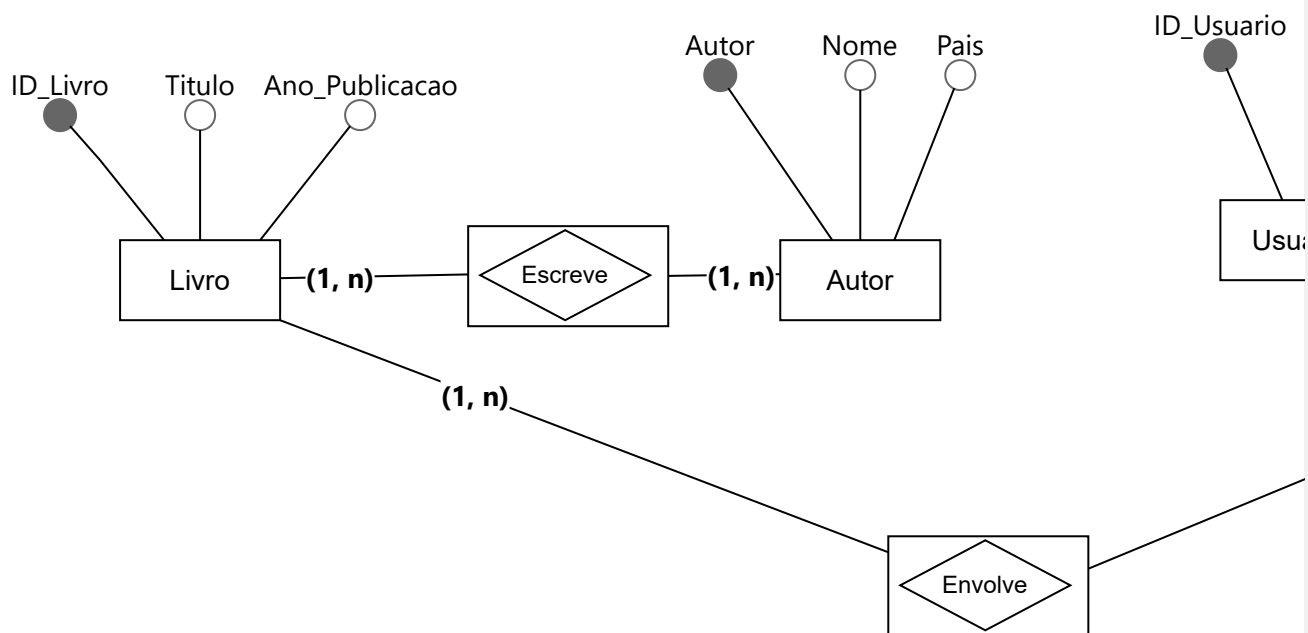 ID_Usuario
Autor Nome Pais
ID_Livro Titulo Ano_Publicacao
Livro (1, n) Escreve (1, n) Autor
(1, n)
Envolve